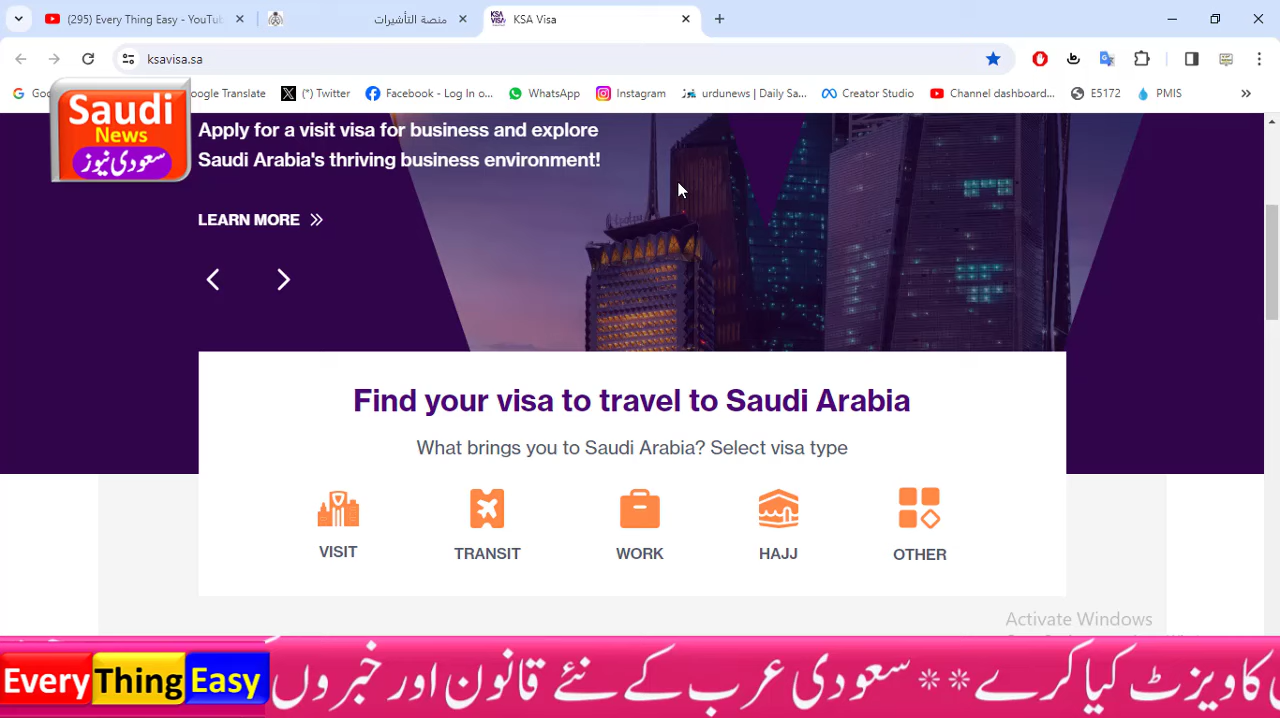 (295) Every Thing Easy - YouTu
منصة التأشيرات
KSA VISA
KSA Visa
ksavisa.sa
G
Goo
oogle Translate
(*) Twitter
Facebook - Log In o...
WhatsApp
Instagram
urdunews | Daily Sa...
Creator Studio
Channel dashboard...
E5172
PMIS
Saudi
News
سعودی نیوز
Apply for a visit visa for business and explore
Saudi Arabia's thriving business environment!
LEARN MORE
Find your visa to travel to Saudi Arabia
What brings you to Saudi Arabia? Select visa type
VISIT
TRANSIT
WORK
HAJJ
OTHER
Activate Windows
EveryThing Easy
کا ویزٹ کیا کرے ** سعودی عرب کے نئے قانون اور خبروں